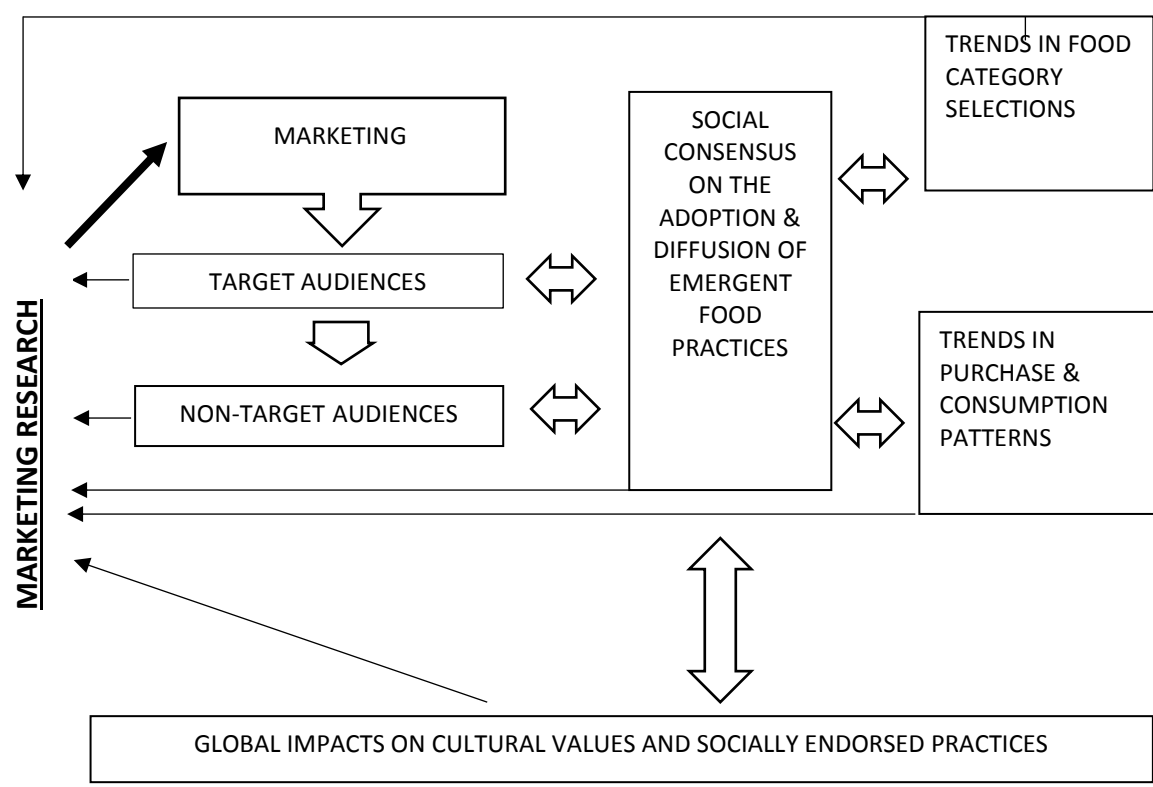 TRENDS IN FOOD
CATEGORY
SELECTIONS
MARKETING
SOCIAL
CONSENSUS
ON THE
ADOPTION &
DIFFUSION OF
EMERGENT
FOOD
PRACTICES
TARGET AUDIENCES
NON-TARGET AUDIENCES
TRENDS IN
PURCHASE &
CONSUMPTION
PATTERNS
MARKETING RESEARCH
GLOBAL IMPACTS ON CULTURAL VALUES AND SOCIALLY ENDORSED PRACTICES